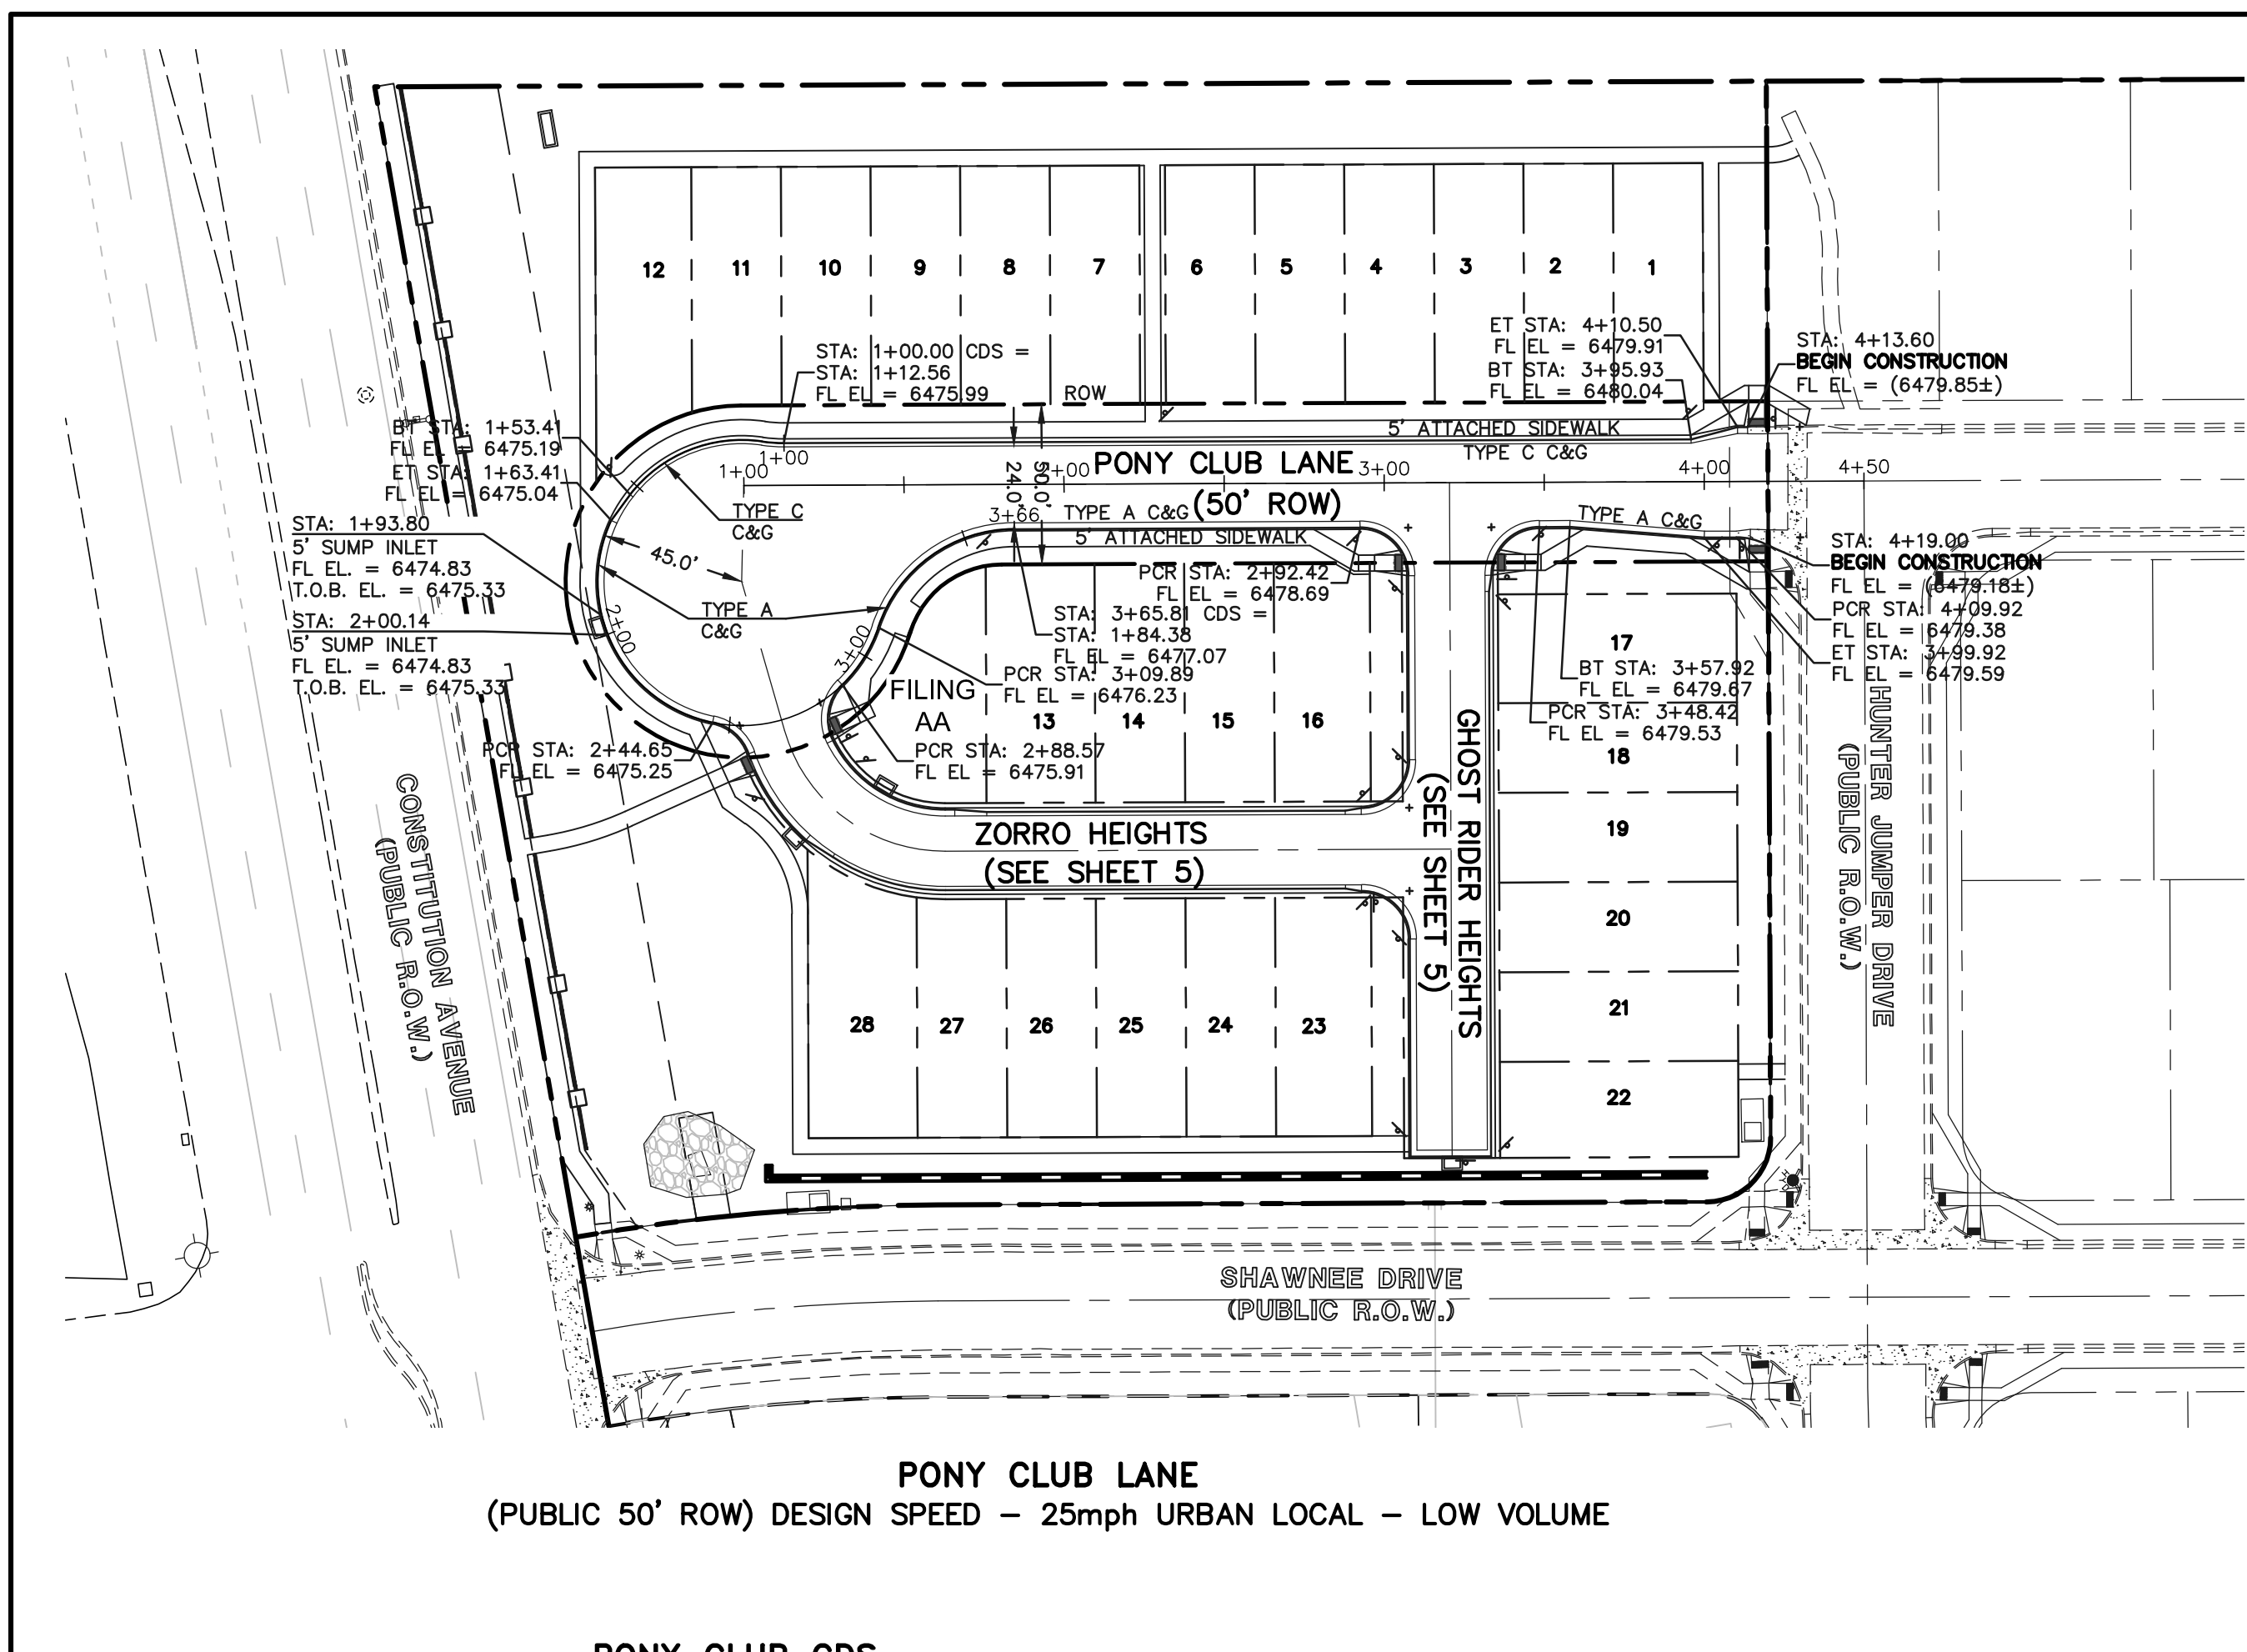 12
11
10
9
8
7
6
5
4
3
2
1
STA: 1+00.00 CDS =
STA: 1+12.56
FL EL = 6475.99
ROW
ET STA: 4+10.50
FL EL = 6479.91
BT STA: 3+95.93
FL EL = 6480.04
STA: 4+13.60
BEGIN CONSTRUCTION
FL EL = (6479.85±)
BT STA: 1+53.41
FL EL = 6475.19
ET STA: 1+63.41
FL EL = 6475.04
5' ATTACHED SIDEWALK
TYPE C C&G
1+00
1+00
24.0'
50.0'
PONY CLUB LANE
(50' ROW)
3+00
4+00
4+50
STA: 1+93.80
5' SUMP INLET
FL EL. = 6474.83
T.O.B. EL. = 6475.33
STA: 2+00.14
5' SUMP INLET
FL EL. = 6474.83
T.O.B. EL. = 6475.33
TYPE C
C&G
45.0'
TYPE A
C&G
2+00
3+00
3+66
TYPE A C&G
5' ATTACHED SIDEWALK
TYPE A C&G
STA: 4+19.00
BEGIN CONSTRUCTION
FL EL = (6479.18±)
PCR STA: 4+09.92
FL EL = 6479.38
ET STA: 3+99.92
FL EL = 6479.59
PCR STA: 2+92.42
FL EL = 6478.69
STA: 3+65.81 CDS =
STA: 1+84.38
FL EL = 6477.07
PCR STA: 3+09.89
FL EL = 6476.23
FILING
AA
13
14
15
16
PCR STA: 2+88.57
FL EL = 6475.91
PCR STA: 2+44.65
FL EL = 6475.25
17
BT STA: 3+57.92
FL EL = 6479.67
PCR STA: 3+48.42
FL EL = 6479.53
18
19
20
21
22
ZORRO HEIGHTS
(SEE SHEET 5)
GHOST RIDER HEIGHTS
(SEE SHEET 5)
HUNTER JUMPER DRIVE
(PUBLIC R.O.W.)
CONSTITUTION AVENUE
(PUBLIC R.O.W.)
28
27
26
25
24
23
SHAWNEE DRIVE
(PUBLIC R.O.W.)
PONY CLUB LANE
(PUBLIC 50' ROW) DESIGN SPEED – 25mph URBAN LOCAL – LOW VOLUME
PONY CLUB CDS